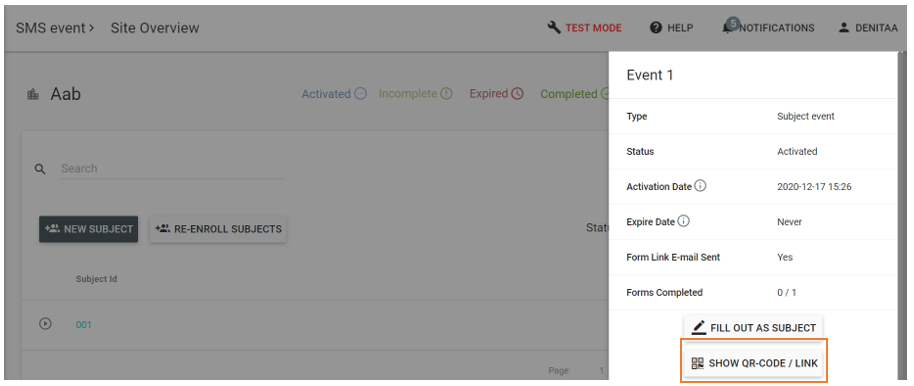 SMS event › Site Overview
TEST MODE
HELP
5
NOTIFICATIONS
DENITAA
Aab
Activated
Incomplete
Expired
Completed
Search
NEW SUBJECT
RE-ENROLL SUBJECTS
Subject Id
001
Page: 1
Event 1
Type Subject event
Status Activated
Activation Date 2020-12-17 15:26
Expire Date Never
Form Link E-mail Sent Yes
Forms Completed 0 / 1
FILL OUT AS SUBJECT
SHOW QR-CODE / LINK